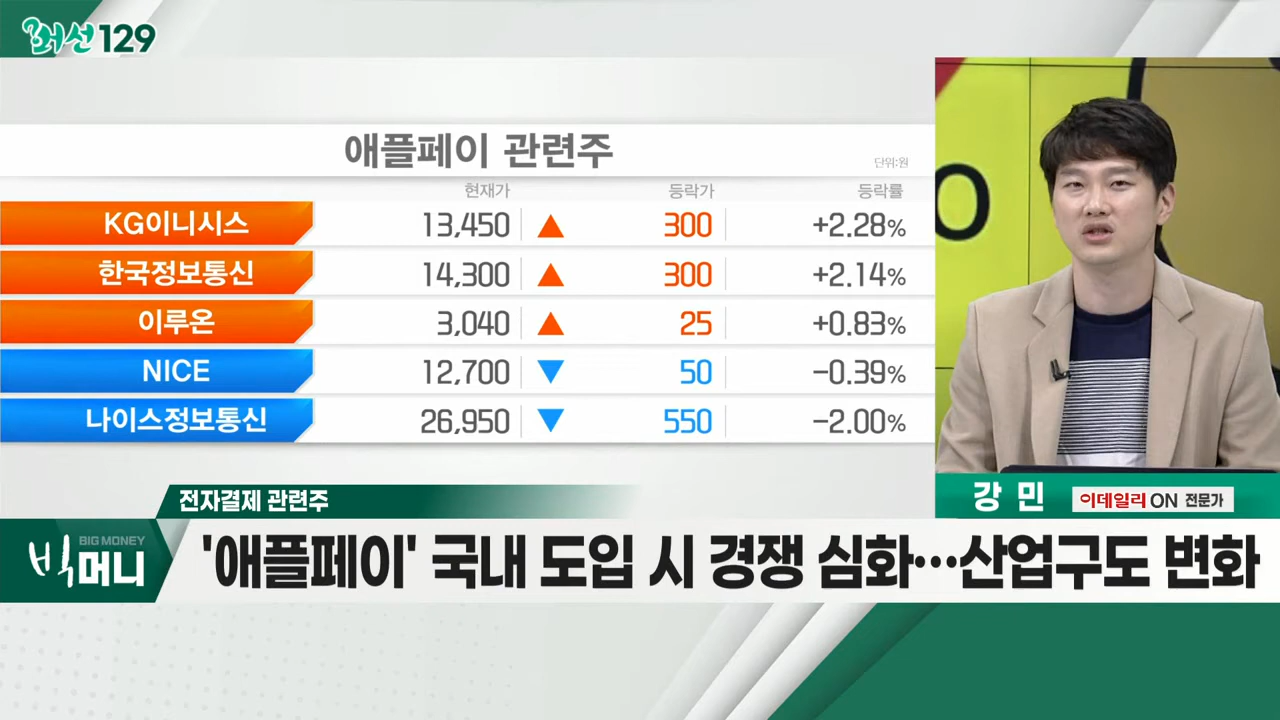 머선129
애플페이 관련주
단위:원
현재가 등락가 등락률
KG이니시스 13,450 ▲ 300 +2.28%
한국정보통신 14,300 ▲ 300 +2.14%
이루온 3,040 ▲ 25 +0.83%
NICE 12,700 ▼ 50 -0.39%
나이스정보통신 26,950 ▼ 550 -2.00%
O
강 민 이데일리ON 전문가
전자결제 관련주
BIG MONEY
빅머니
'애플페이' 국내 도입 시 경쟁 심화…산업구도 변화